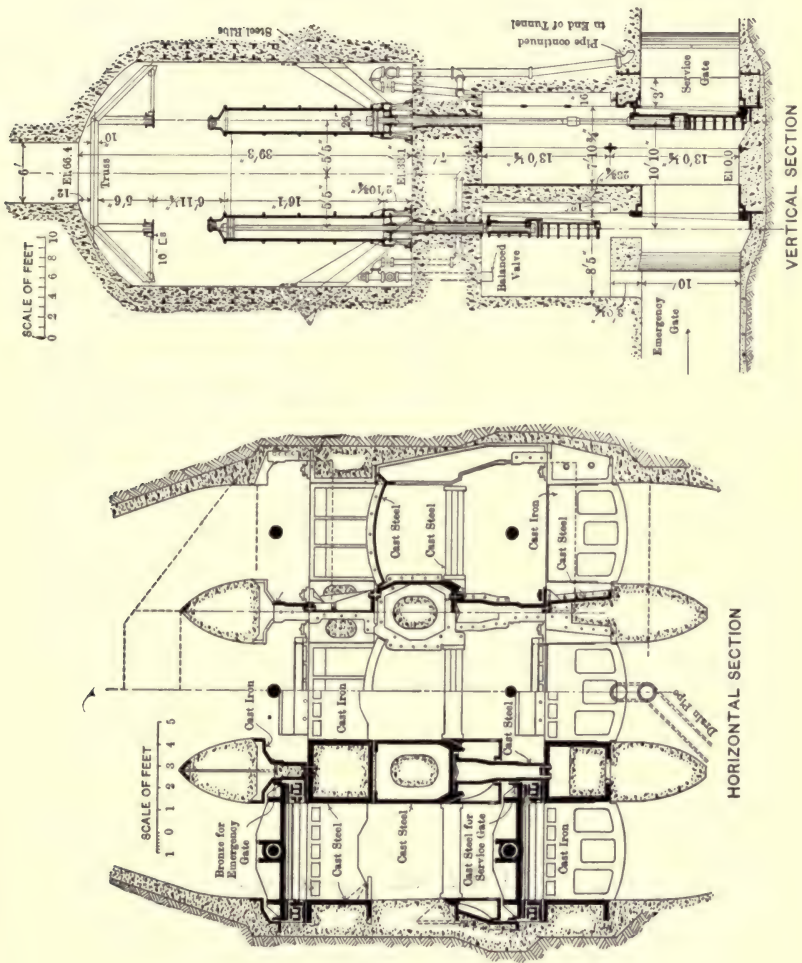 SCALE OF FEET
0 2 4 6 8 10
6'
El.66.4
10"
12"
Truss
Steel Ribs
5'6"
6'11¼"
16'1"
39'3"
10"
26"
5'5"
5'5"
El.33.1
Balanced
Valve
Pipe continued
to End of Tunnel
13'0½"
13'0½"
7'10¾"
10'10"
8'5"
3'
10'
Service
Gate
Emergency
Gate
El.0.0
VERTICAL SECTION
SCALE OF FEET
1 0 1 2 3 4 5
Bronze for
Emergency
Gate
Cast Iron
Cast Iron
Cast Steel
Cast Steel
Cast Steel
Cast Steel for
Service Gate
Cast Iron
Cast Steel
Cast Steel
Cast Iron
Cast Steel
Drain Pipe
HORIZONTAL SECTION